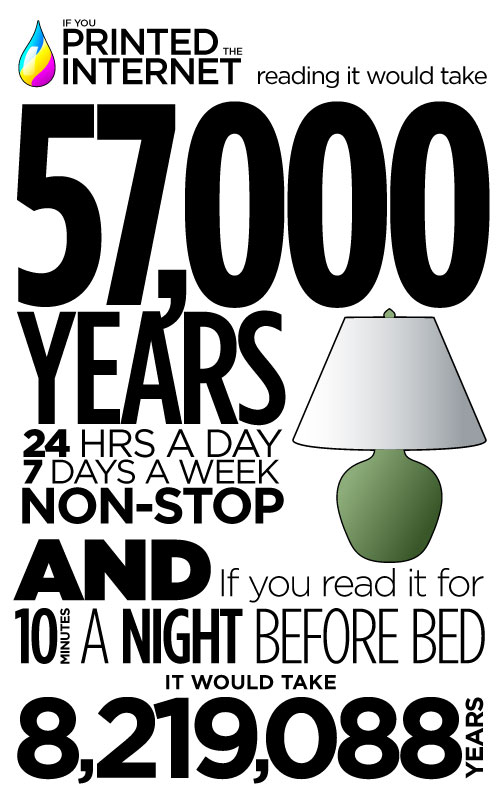 IF YOU
PRINTED THE
INTERNET reading it would take
57,000
YEARS
24 HRS A DAY
7 DAYS A WEEK
NON-STOP
AND If you read it for
10 MINUTES A NIGHT BEFORE BED
IT WOULD TAKE
8,219,088 YEARS